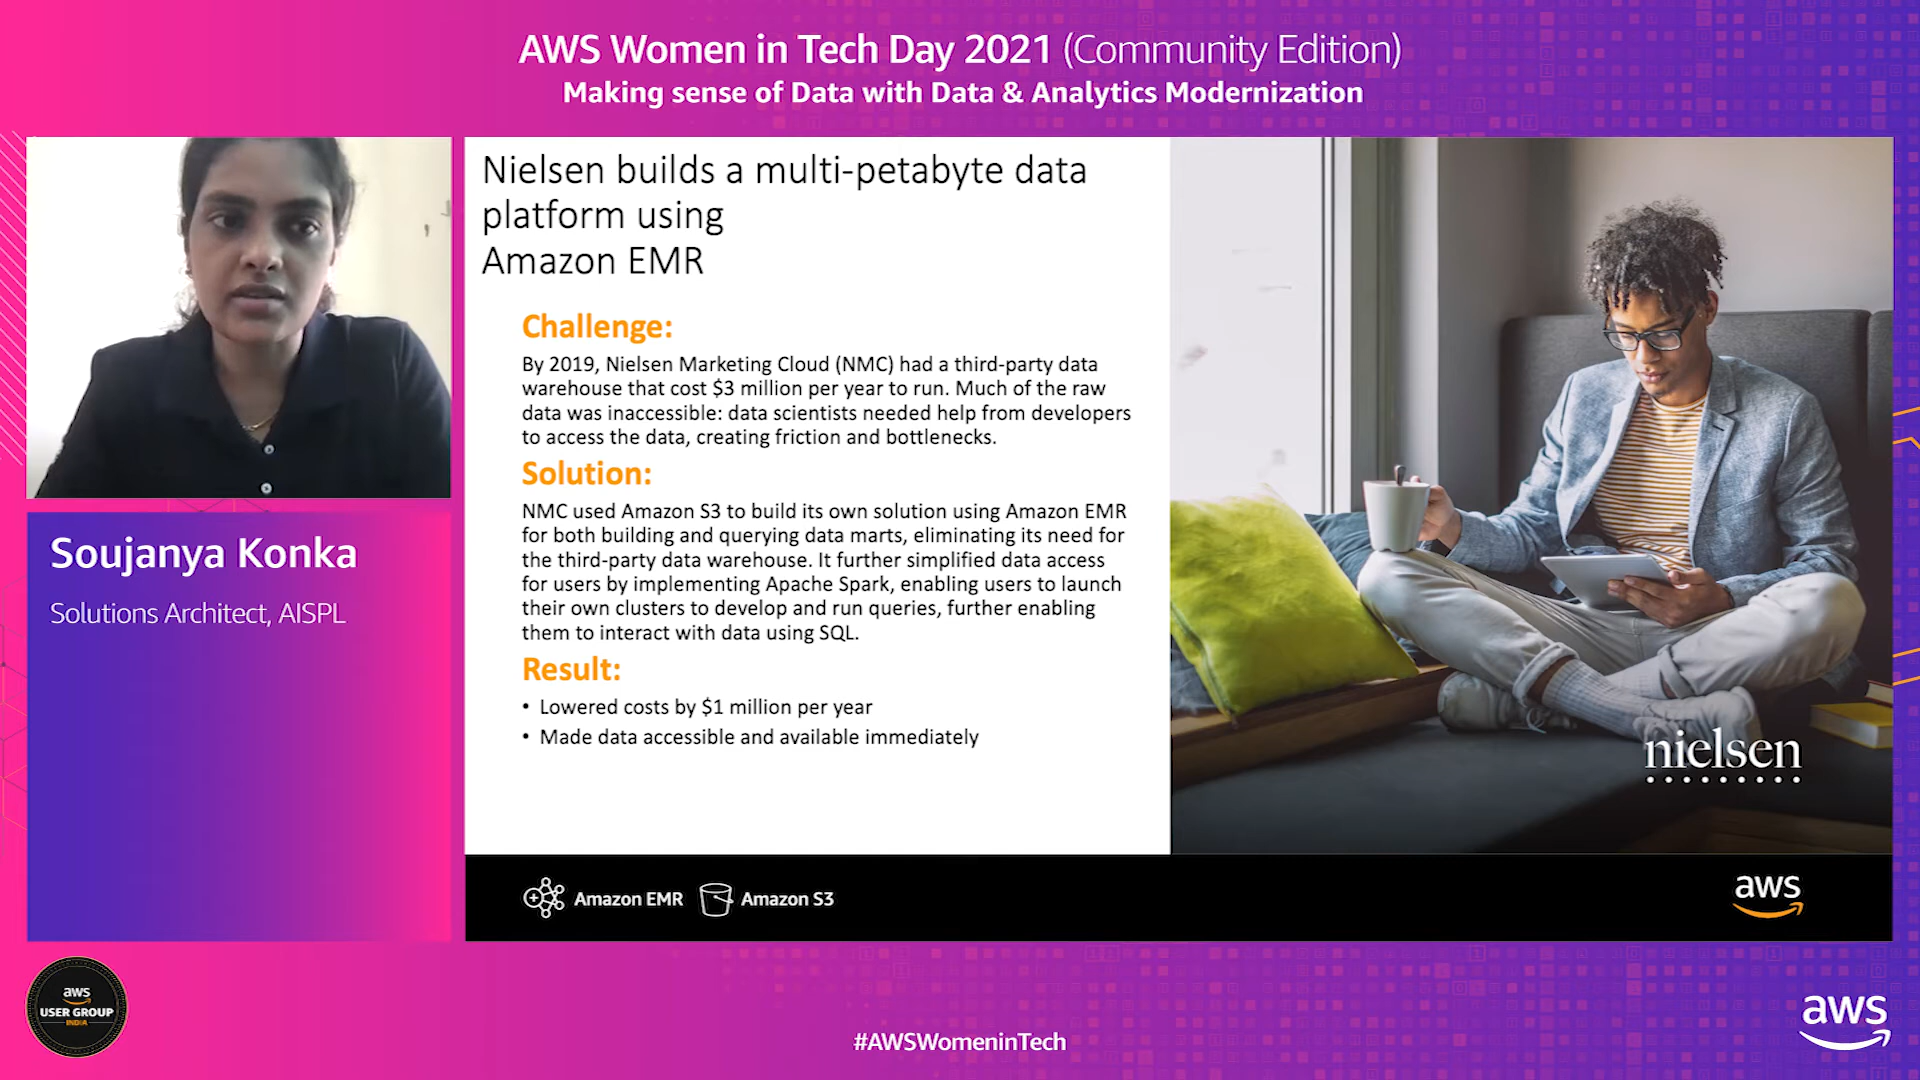 AWS Women in Tech Day 2021 (Community Edition)
Making sense of Data with Data & Analytics Modernization
Soujanya Konka
Solutions Architect, AISPL
Nielsen builds a multi-petabyte data
platform using
Amazon EMR
Challenge:
By 2019, Nielsen Marketing Cloud (NMC) had a third-party data
warehouse that cost $3 million per year to run. Much of the raw
data was inaccessible: data scientists needed help from developers
to access the data, creating friction and bottlenecks.
Solution:
NMC used Amazon S3 to build its own solution using Amazon EMR
for both building and querying data marts, eliminating its need for
the third-party data warehouse. It further simplified data access
for users by implementing Apache Spark, enabling users to launch
their own clusters to develop and run queries, further enabling
them to interact with data using SQL.
Result:
• Lowered costs by $1 million per year
• Made data accessible and available immediately
nielsen
Amazon EMR
Amazon S3
aws
aws
USER GROUP
INDIA
#AWSWomeninTech
aws